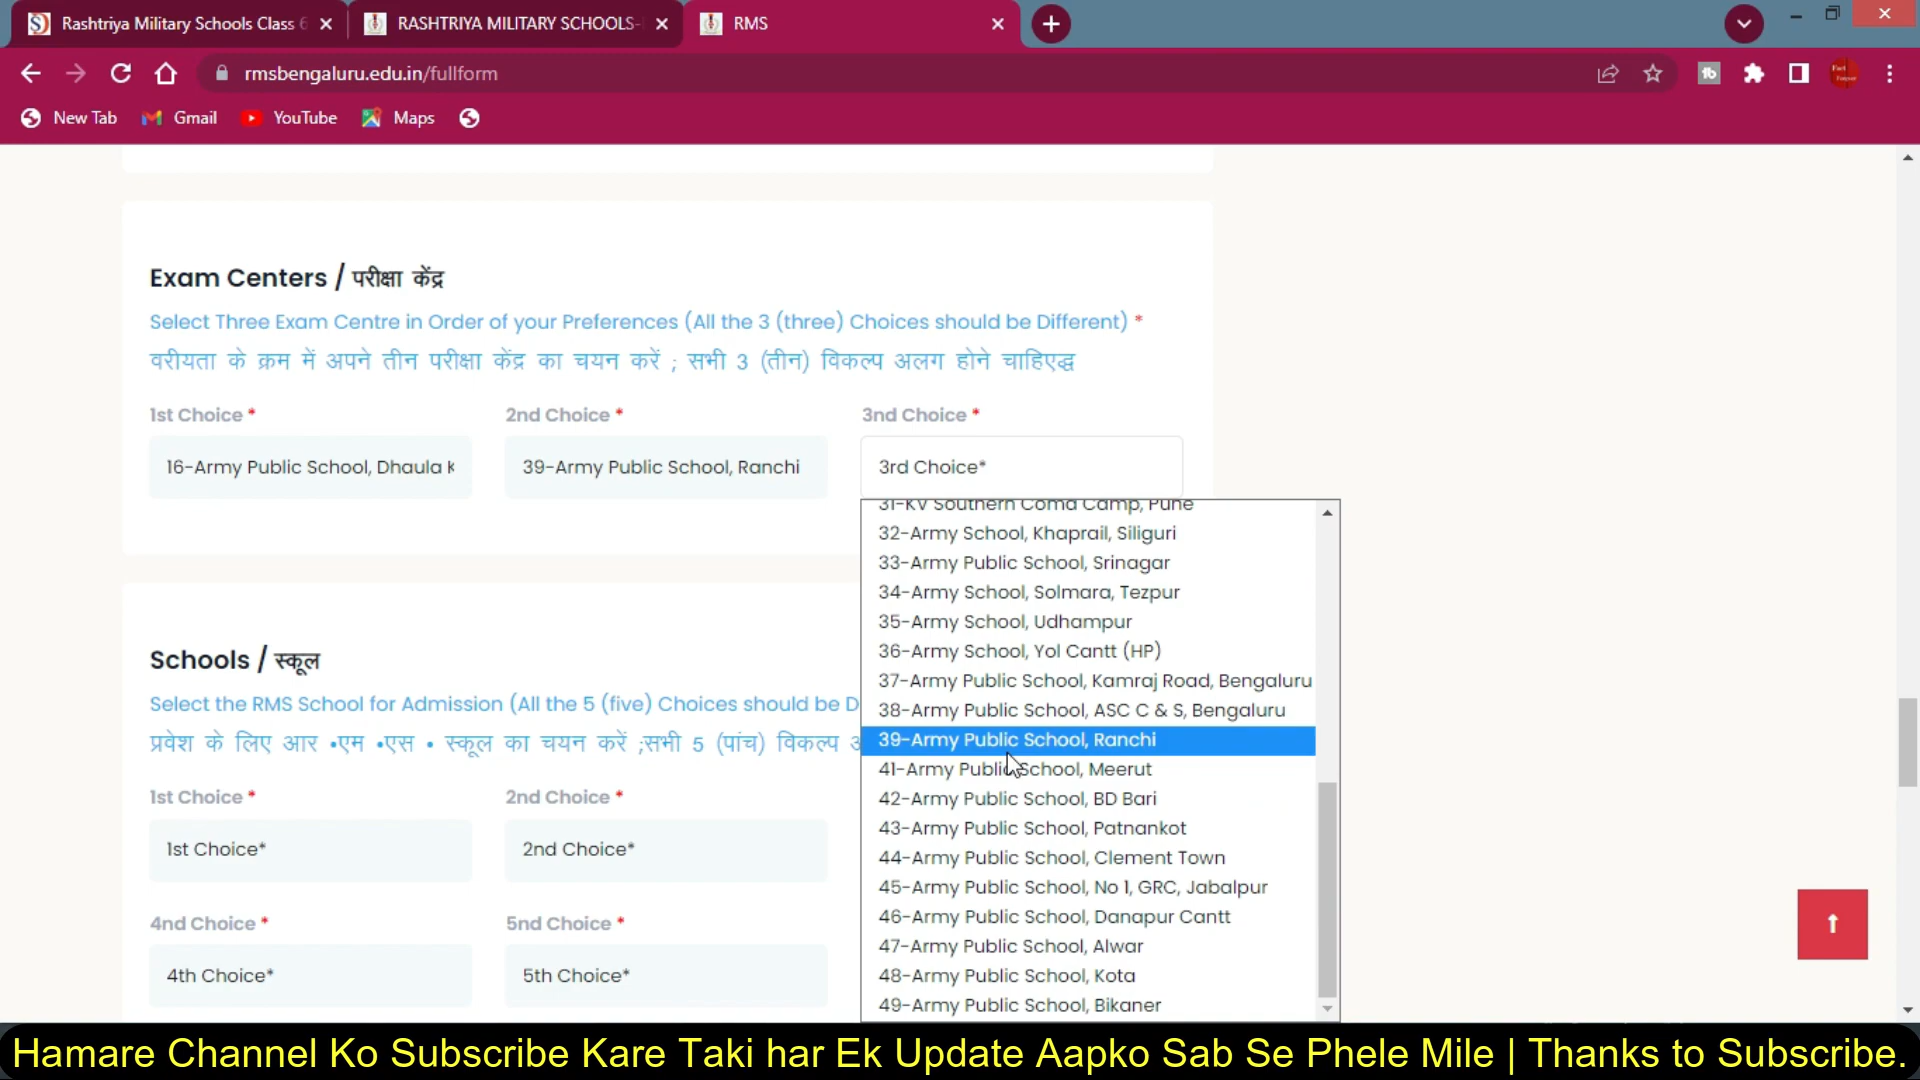 Rashtriya Military Schools Class 6
RASHTRIYA MILITARY SCHOOLS-
RMS
rmsbengaluru.edu.in/fullform
New Tab
Gmail
YouTube
Maps
Exam Centers / परीक्षा केंद्र
Select Three Exam Centre in Order of your Preferences (All the 3 (three) Choices should be Different) *
वरीयता के क्रम में अपने तीन परीक्षा केंद्र का चयन करें ; सभी 3 (तीन) विकल्प अलग होने चाहिएद्ध
1st Choice *
2nd Choice *
3nd Choice *
16-Army Public School, Dhaula K
39-Army Public School, Ranchi
3rd Choice*
31-KV Southern Comd Camp, Pune
32-Army School, Khaprail, Siliguri
33-Army Public School, Srinagar
34-Army School, Solmara, Tezpur
35-Army School, Udhampur
36-Army School, Yol Cantt (HP)
37-Army Public School, Kamraj Road, Bengaluru
38-Army Public School, ASC C & S, Bengaluru
39-Army Public School, Ranchi
41-Army Public School, Meerut
42-Army Public School, BD Bari
43-Army Public School, Patnankot
44-Army Public School, Clement Town
45-Army Public School, No 1, GRC, Jabalpur
46-Army Public School, Danapur Cantt
47-Army Public School, Alwar
48-Army Public School, Kota
49-Army Public School, Bikaner
Schools / स्कूल
Select the RMS School for Admission (All the 5 (five) Choices should be D
प्रवेश के लिए आर •एम •एस • स्कूल का चयन करें ;सभी 5 (पांच) विकल्प अ
1st Choice *
2nd Choice *
1st Choice*
2nd Choice*
4nd Choice *
5nd Choice *
4th Choice*
5th Choice*
Hamare Channel Ko Subscribe Kare Taki har Ek Update Aapko Sab Se Phele Mile | Thanks to Subscribe.